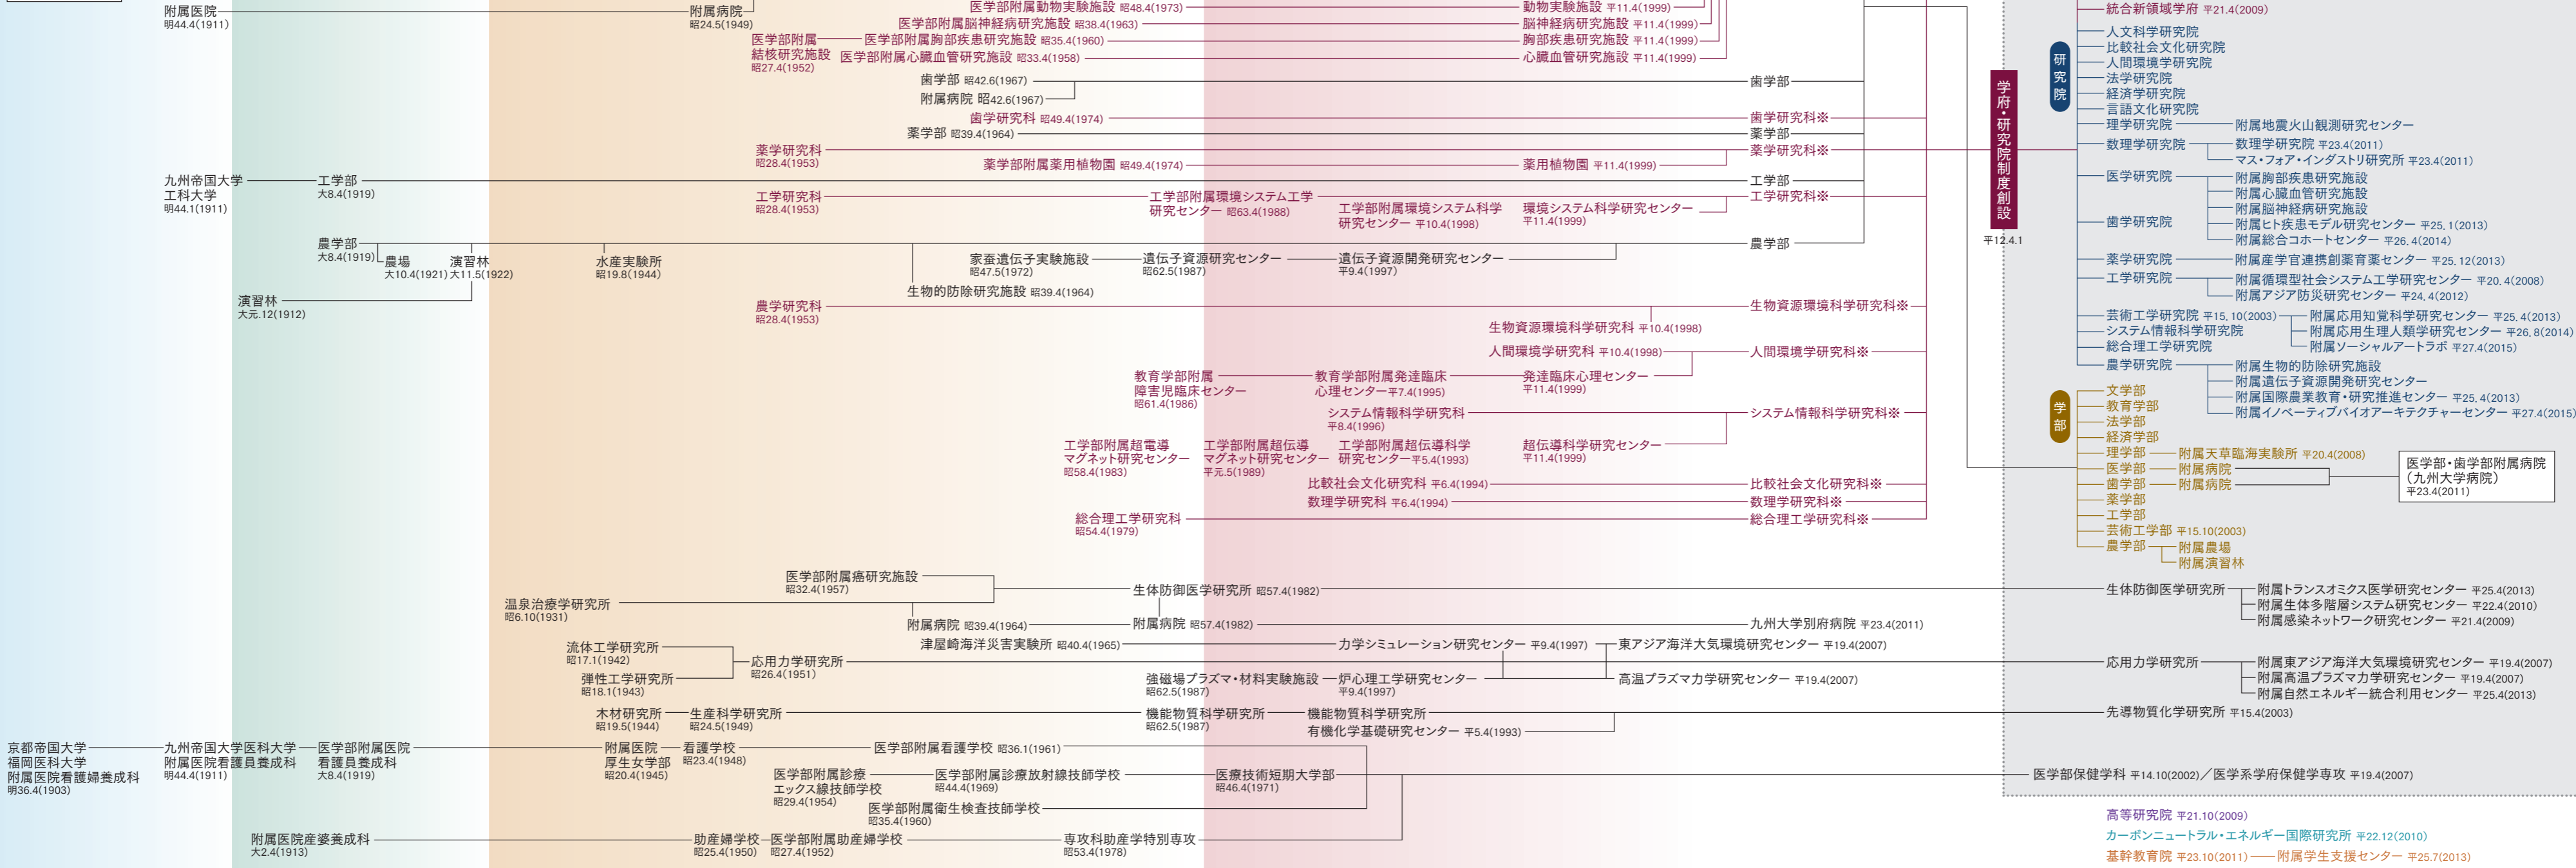 附属医院
明44.4(1911)
附属病院
昭24.5(1949)
医学部附属動物実験施設 昭48.4(1973)
動物実験施設 平11.4(1999)
医学部附属脳神経病研究施設 昭38.4(1963)
脳神経病研究施設 平11.4(1999)
医学部附属
結核研究施設
昭27.4(1952)
医学部附属胸部疾患研究施設 昭35.4(1960)
胸部疾患研究施設 平11.4(1999)
医学部附属心臓血管研究施設 昭33.4(1958)
心臓血管研究施設 平11.4(1999)
歯学部 昭42.6(1967)
歯学部
附属病院 昭42.6(1967)
歯学研究科 昭49.4(1974)
歯学研究科※
薬学部 昭39.4(1964)
薬学部
薬学研究科
昭28.4(1953)
薬学研究科※
薬学部附属薬用植物園 昭49.4(1974)
薬用植物園 平11.4(1999)
九州帝国大学
工科大学
明44.1(1911)
工学部
大8.4(1919)
工学部
工学研究科
昭28.4(1953)
工学部附属環境システム工学
研究センター 昭63.4(1988)
工学部附属環境システム科学
研究センター 平10.4(1998)
環境システム科学研究センター
平11.4(1999)
工学研究科※
農学部
大8.4(1919)
農場
大10.4(1921)
演習林
大11.5(1922)
水産実験所
昭19.8(1944)
農学部
家蚕遺伝子実験施設
昭47.5(1972)
遺伝子資源研究センター
昭62.5(1987)
遺伝子資源開発研究センター
平9.4(1997)
生物的防除研究施設 昭39.4(1964)
演習林
大元.12(1912)
農学研究科
昭28.4(1953)
生物資源環境科学研究科※
生物資源環境科学研究科 平10.4(1998)
人間環境学研究科 平10.4(1998)
人間環境学研究科※
教育学部附属
障害児臨床センター
昭61.4(1986)
教育学部附属発達臨床
心理センター平7.4(1995)
発達臨床心理センター
平11.4(1999)
システム情報科学研究科
平8.4(1996)
システム情報科学研究科※
工学部附属超電導
マグネット研究センター
昭58.4(1983)
工学部附属超伝導
マグネット研究センター
平元.5(1989)
工学部附属超伝導科学
研究センター平5.4(1993)
超伝導科学研究センター
平11.4(1999)
比較社会文化研究科 平6.4(1994)
比較社会文化研究科※
数理学研究科 平6.4(1994)
数理学研究科※
総合理工学研究科
昭54.4(1979)
総合理工学研究科※
学府・研究院制度創設
平12.4.1
統合新領域学府 平21.4(2009)
研究院
人文科学研究院
比較社会文化研究院
人間環境学研究院
法学研究院
経済学研究院
言語文化研究院
理学研究院
附属地震火山観測研究センター
数理学研究院
数理学研究院 平23.4(2011)
マス・フォア・インダストリ研究所 平23.4(2011)
医学研究院
附属胸部疾患研究施設
附属心臓血管研究施設
附属脳神経病研究施設
附属ヒト疾患モデル研究センター 平25.1(2013)
附属総合コホートセンター 平26.4(2014)
歯学研究院
薬学研究院
附属産学官連携創薬育薬センター 平25.12(2013)
工学研究院
附属循環型社会システム工学研究センター 平20.4(2008)
附属アジア防災研究センター 平24.4(2012)
芸術工学研究院 平15.10(2003)
附属応用知覚科学研究センター 平25.4(2013)
システム情報科学研究院
附属応用生理人類学研究センター 平26.8(2014)
総合理工学研究院
附属ソーシャルアートラボ 平27.4(2015)
農学研究院
附属生物的防除研究施設
附属遺伝子資源開発研究センター
附属国際農業教育・研究推進センター 平25.4(2013)
附属イノベーティブバイオアーキテクチャーセンター 平27.4(2015)
学部
文学部
教育学部
法学部
経済学部
理学部
附属天草臨海実験所 平20.4(2008)
医学部
附属病院
歯学部
附属病院
医学部・歯学部附属病院
(九州大学病院)
平23.4(2011)
薬学部
工学部
芸術工学部 平15.10(2003)
農学部
附属農場
附属演習林
医学部附属癌研究施設
昭32.4(1957)
温泉治療学研究所
昭6.10(1931)
生体防御医学研究所 昭57.4(1982)
附属病院 昭39.4(1964)
附属病院 昭57.4(1982)
九州大学別府病院 平23.4(2011)
生体防御医学研究所
附属トランスオミクス医学研究センター 平25.4(2013)
附属生体多階層システム研究センター 平22.4(2010)
附属感染ネットワーク研究センター 平21.4(2009)
流体工学研究所
昭17.1(1942)
弾性工学研究所
昭18.1(1943)
応用力学研究所
昭26.4(1951)
津屋崎海洋災害実験所 昭40.4(1965)
力学シミュレーション研究センター 平9.4(1997)
東アジア海洋大気環境研究センター 平19.4(2007)
強磁場プラズマ・材料実験施設
昭62.5(1987)
炉心理工学研究センター
平9.4(1997)
高温プラズマ力学研究センター 平19.4(2007)
応用力学研究所
附属東アジア海洋大気環境研究センター 平19.4(2007)
附属高温プラズマ力学研究センター 平19.4(2007)
附属自然エネルギー統合利用センター 平25.4(2013)
木材研究所
昭19.5(1944)
生産科学研究所
昭24.5(1949)
機能物質科学研究所
昭62.5(1987)
機能物質科学研究所
有機化学基礎研究センター 平5.4(1993)
先導物質化学研究所 平15.4(2003)
京都帝国大学
福岡医科大学
附属医院看護婦養成科
明36.4(1903)
九州帝国大学医科大学
附属医院看護員養成科
明44.4(1911)
医学部附属医院
看護員養成科
大8.4(1919)
附属医院
厚生女学部
昭20.4(1945)
看護学校
昭23.4(1948)
医学部附属看護学校 昭36.1(1961)
医学部附属診療
エックス線技師学校
昭29.4(1954)
医学部附属診療放射線技師学校
昭44.4(1969)
医療技術短期大学部
昭46.4(1971)
医学部附属衛生検査技師学校
昭35.4(1960)
医学部保健学科 平14.10(2002)／医学系学府保健学専攻 平19.4(2007)
附属医院産婆養成科
大2.4(1913)
助産婦学校
昭25.4(1950)
医学部附属助産婦学校
昭27.4(1952)
専攻科助産学特別専攻
昭53.4(1978)
高等研究院 平21.10(2009)
カーボンニュートラル・エネルギー国際研究所 平22.12(2010)
基幹教育院 平23.10(2011)
附属学生支援センター 平25.7(2013)